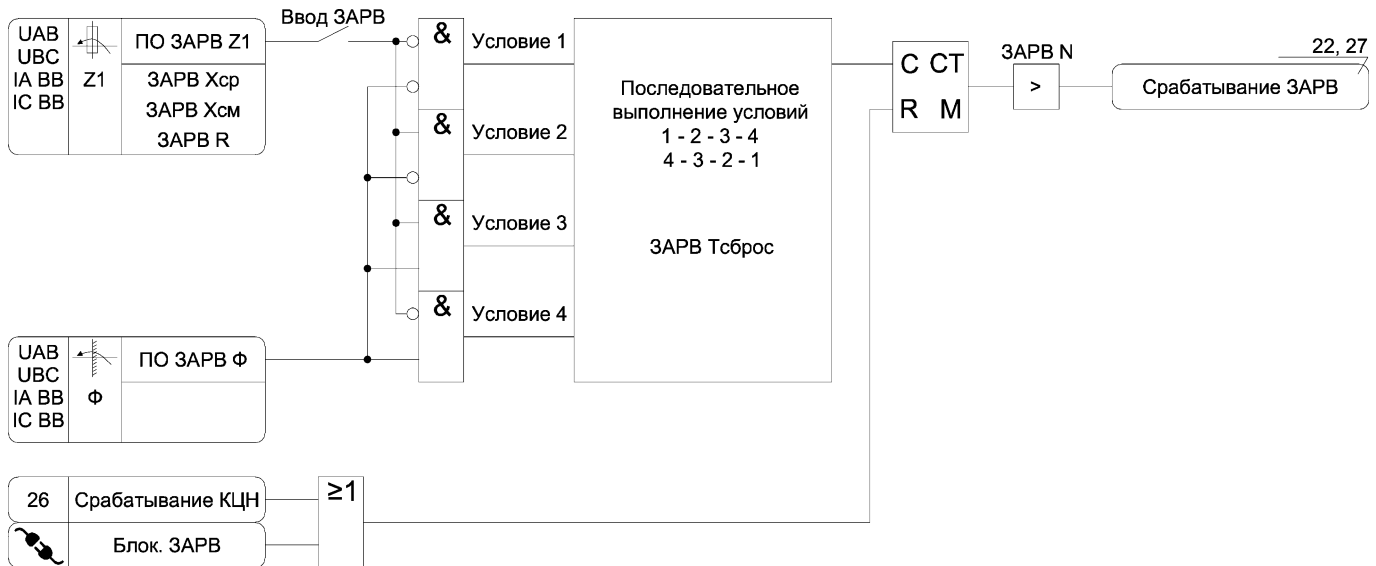 UAB
UBC
IA ВВ
IC ВВ
Z1
ПО ЗАРВ Z1
ЗАРВ Хср
ЗАРВ Хсм
ЗАРВ R
Ввод ЗАРВ
&
Условие 1
&
Условие 2
&
Условие 3
&
Условие 4
Последовательное
выполнение условий
1 - 2 - 3 - 4
4 - 3 - 2 - 1
ЗАРВ Тсброс
C CT
R M
ЗАРВ N
>
22, 27
Срабатывание ЗАРВ
UAB
UBC
IA ВВ
IC ВВ
Ф
ПО ЗАРВ Ф
26
Срабатывание КЦН
Блок. ЗАРВ
≥1